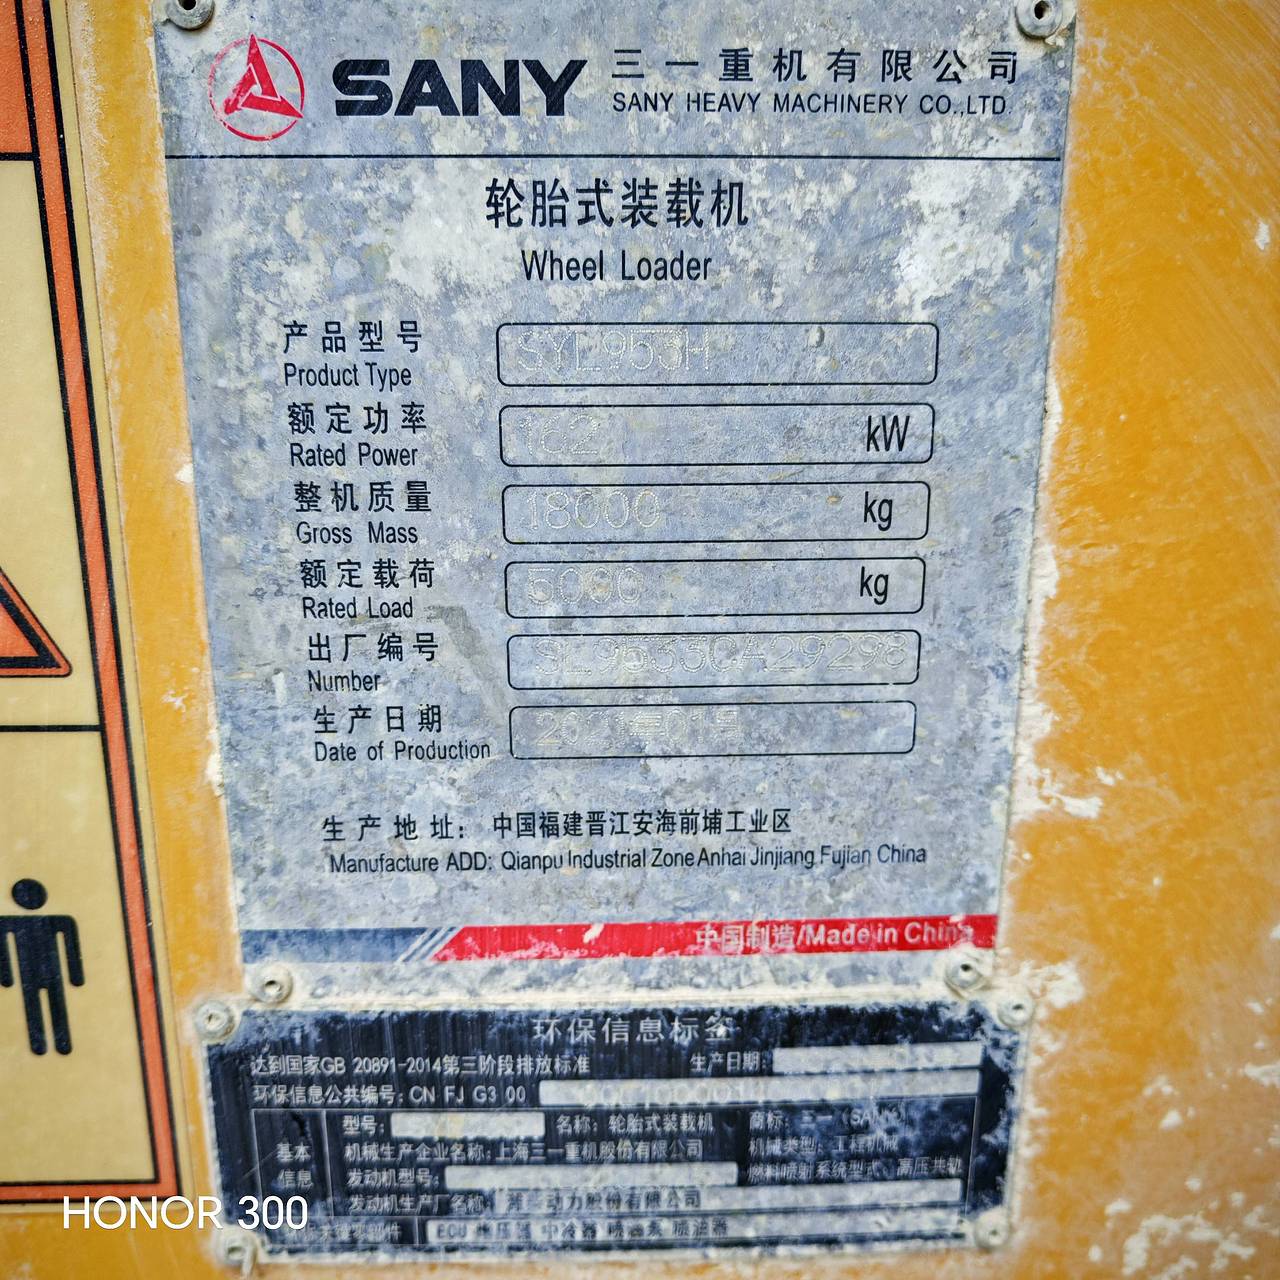 SANY 三一重机有限公司
SANY HEAVY MACHINERY CO.,LTD.
轮胎式装载机
Wheel Loader
产品型号 SYL953H
Product Type
额定功率 162 kW
Rated Power
整机质量 18000 kg
Gross Mass
额定载荷 5000 kg
Rated Load
出厂编号
Number
生产日期
Date of Production
生产地址：中国福建晋江安海前埔工业区
Manufacture ADD: Qianpu Industrial Zone Anhai Jinjiang Fujian China
中国制造/Made in China
环保信息标签
达到国家GB 20891-2014第三阶段排放标准 生产日期：
环保信息公共编号：CN FJ G3 00
型号： 名称：轮胎式装载机 商标：三一（SANY）
基本 机械生产企业名称：上海三一重机股份有限公司 机械类型：工程机械
信息 发动机型号： 燃料喷射系统型式：高压共轨
发动机生产厂名称：潍柴动力股份有限公司
ECU 中冷器 喷油泵 喷油器
HONOR 300